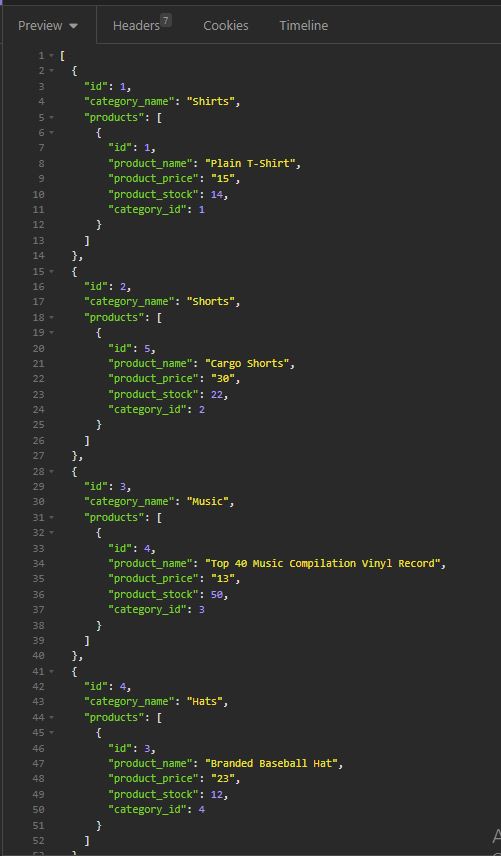 Preview Headers 7 Cookies Timeline
1 [
2 {
3 "id": 1,
4 "category_name": "Shirts",
5 "products": [
6 {
7 "id": 1,
8 "product_name": "Plain T-Shirt",
9 "product_price": "15",
10 "product_stock": 14,
11 "category_id": 1
12 }
13 ]
14 },
15 {
16 "id": 2,
17 "category_name": "Shorts",
18 "products": [
19 {
20 "id": 5,
21 "product_name": "Cargo Shorts",
22 "product_price": "30",
23 "product_stock": 22,
24 "category_id": 2
25 }
26 ]
27 },
28 {
29 "id": 3,
30 "category_name": "Music",
31 "products": [
32 {
33 "id": 4,
34 "product_name": "Top 40 Music Compilation Vinyl Record",
35 "product_price": "13",
36 "product_stock": 50,
37 "category_id": 3
38 }
39 ]
40 },
41 {
42 "id": 4,
43 "category_name": "Hats",
44 "products": [
45 {
46 "id": 3,
47 "product_name": "Branded Baseball Hat",
48 "product_price": "23",
49 "product_stock": 12,
50 "category_id": 4
51 }
52 ]